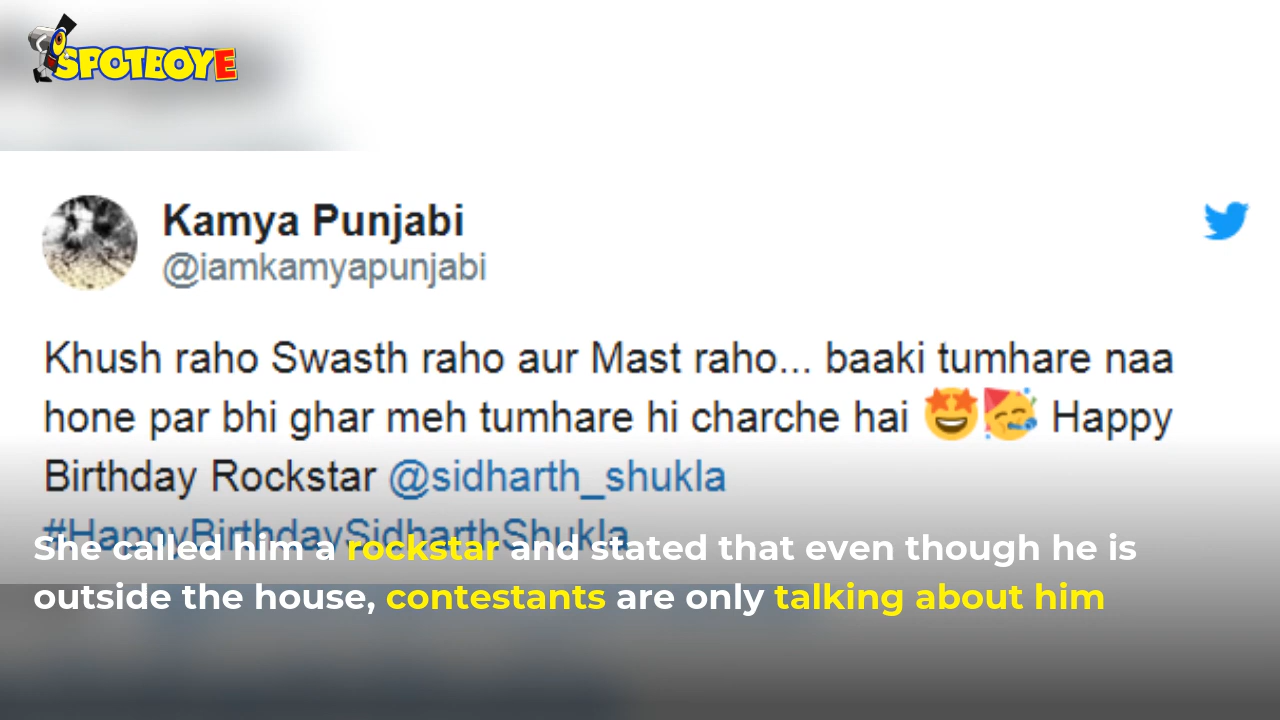 SPOTBOYE
Kamya Punjabi
@iamkamyapunjabi
Khush raho Swasth raho aur Mast raho... baaki tumhare naa
hone par bhi ghar meh tumhare hi charche hai 🤩🥳 Happy
Birthday Rockstar @sidharth_shukla
#HappyBirthdaySidharthShukla
She called him a rockstar and stated that even though he is
outside the house, contestants are only talking about him